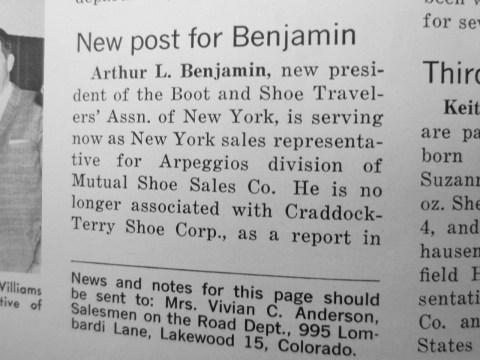 New post for Benjamin
Arthur L. Benjamin, new presi-
dent of the Boot and Shoe Travel-
ers' Assn. of New York, is serving
now as New York sales representa-
tive for Arpeggios division of
Mutual Shoe Sales Co. He is no
longer associated with Craddock-
Terry Shoe Corp., as a report in
News and notes for this page should
be sent to: Mrs. Vivian C. Anderson,
Salesmen on the Road Dept., 995 Lom-
bardi Lane, Lakewood 15, Colorado.
Williams
tive of
for se
Third
Keit
are pa
born
Suzann
oz. She
4, and
hausen
field H
sentati
Co. an
States